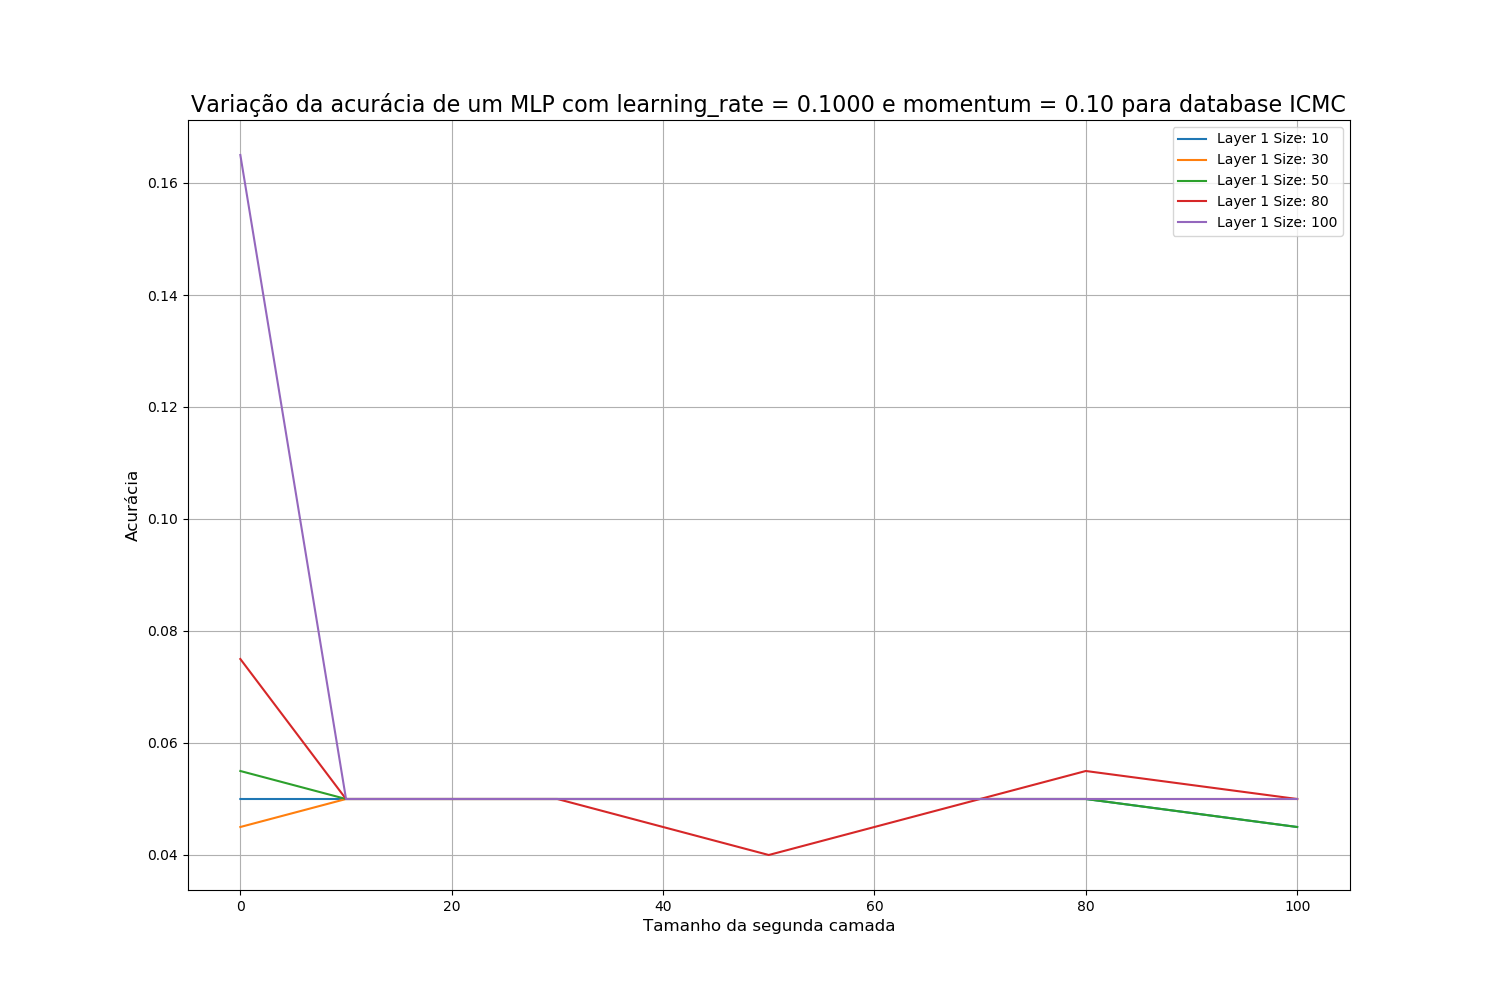 Variação da acurácia de um MLP com learning_rate = 0.1000 e momentum = 0.10 para database ICMC
Layer 1 Size: 10
Layer 1 Size: 30
Layer 1 Size: 50
Layer 1 Size: 80
Layer 1 Size: 100
0.16
0.14
0.12
0.10
0.08
0.06
0.04
Acurácia
0 20 40 60 80 100
Tamanho da segunda camada